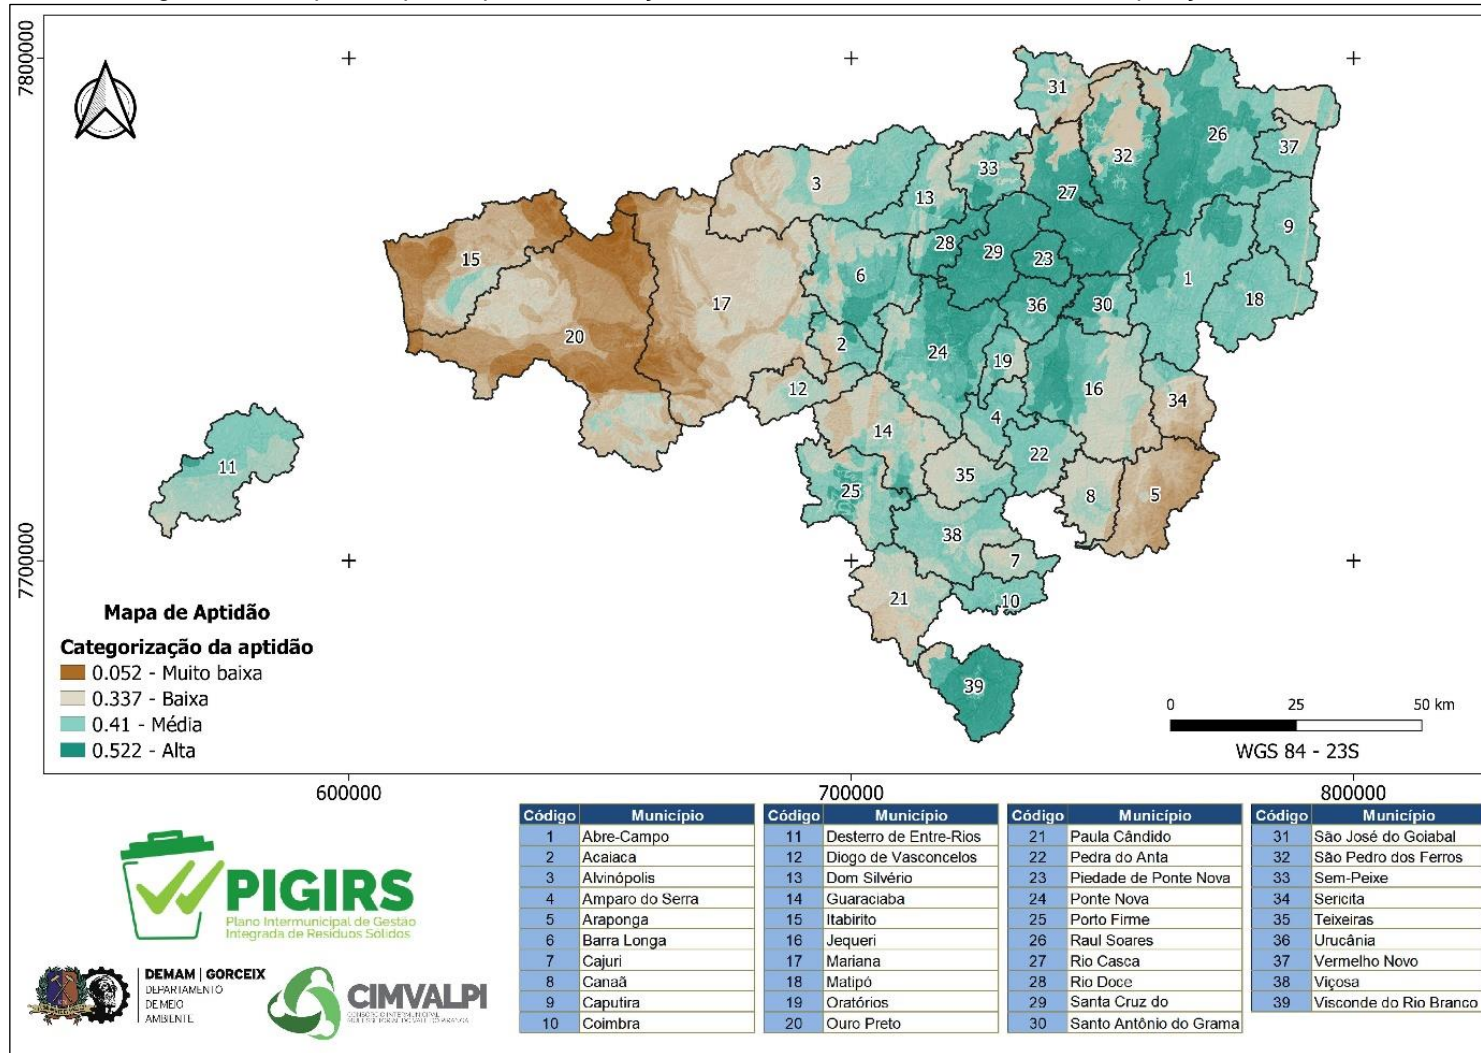 7800000
7700000
31
26
32
37
3
33
13
27
9
28
29
23
15
6
1
17
36
30
18
20
2
24
19
12
16
34
14
4
22
11
35
25
8
5
38
7
21
10
39
Mapa de Aptidão
Categorização da aptidão
0.052 - Muito baixa
0.337 - Baixa
0.41 - Média
0.522 - Alta
0 25 50 km
WGS 84 - 23S
600000 700000 800000
Código Município
1 Abre-Campo
2 Acaiaca
3 Alvinópolis
4 Amparo do Serra
5 Araponga
6 Barra Longa
7 Cajuri
8 Canaã
9 Caputira
10 Coimbra
Código Município
11 Desterro de Entre-Rios
12 Diogo de Vasconcelos
13 Dom Silvério
14 Guaraciaba
15 Itabirito
16 Jequeri
17 Mariana
18 Matipó
19 Oratórios
20 Ouro Preto
Código Município
21 Paula Cândido
22 Pedra do Anta
23 Piedade de Ponte Nova
24 Ponte Nova
25 Porto Firme
26 Raul Soares
27 Rio Casca
28 Rio Doce
29 Santa Cruz do
30 Santo Antônio do Grama
Código Município
31 São José do Goiabal
32 São Pedro dos Ferros
33 Sem-Peixe
34 Sericita
35 Teixeiras
36 Urucânia
37 Vermelho Novo
38 Viçosa
39 Visconde do Rio Branco
PIGIRS
Plano Intermunicipal de Gestão
Integrada de Resíduos Sólidos
DEMAM | GORCEIX
DEPARTAMENTO
DE MEIO
AMBIENTE
CIMVALPI